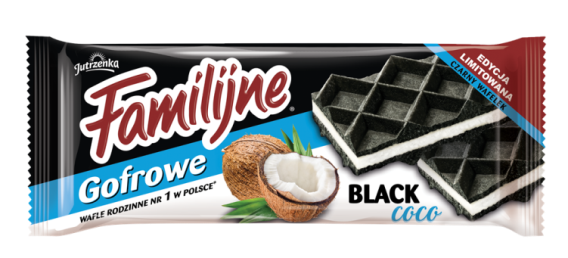 Jutrzenka
Familijne®
Gofrowe
WAFLE RODZINNE NR 1 W POLSCE*
BLACK
coco
EDYCJA
LIMITOWANA
CZARNY WAFELEK